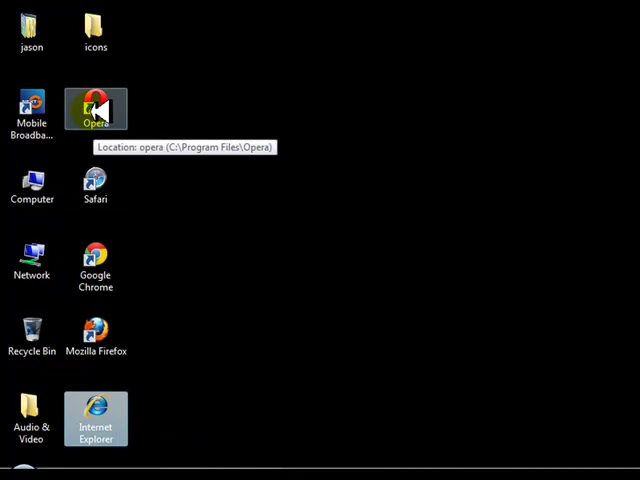 jason
icons
Mobile
Broadba...
Opera
Location: opera (C:\Program Files\Opera)
Computer
Safari
Network
Google
Chrome
Recycle Bin
Mozilla Firefox
Audio &
Video
Internet
Explorer